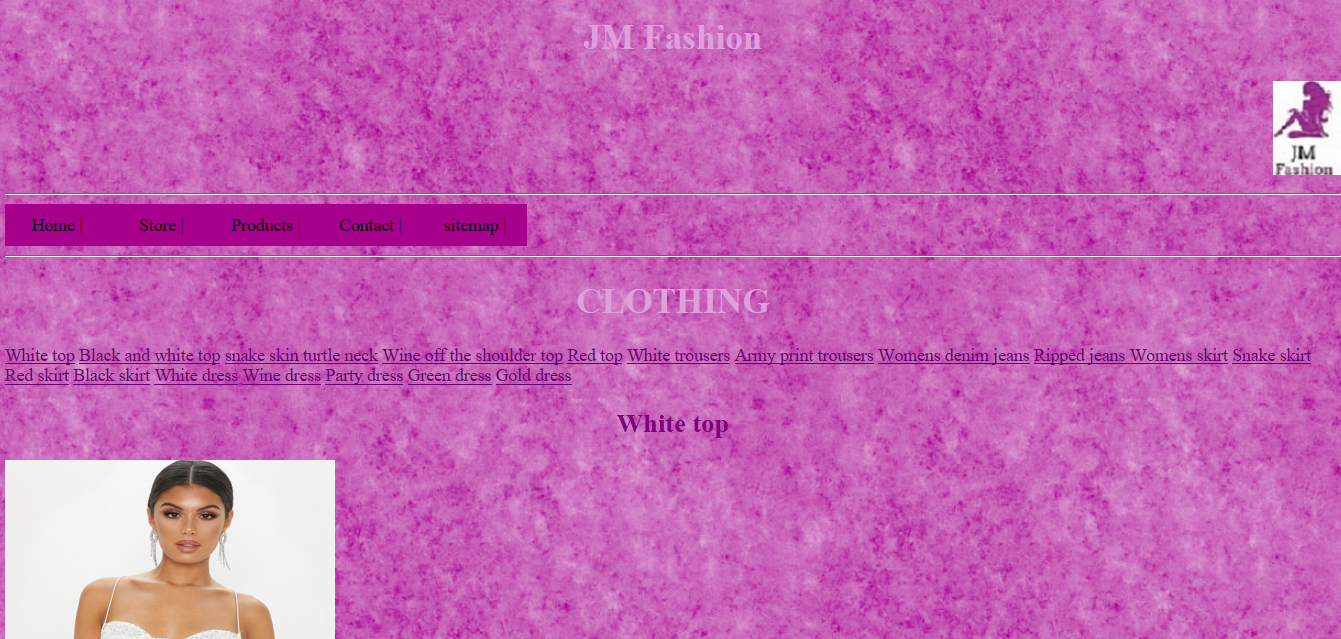 JM Fashion
JM
Fashion
Home | Store | Products | Contact | sitemap |
CLOTHING
White top Black and white top snake skin turtle neck Wine off the shoulder top Red top White trousers Army print trousers Womens denim jeans Ripped jeans Womens skirt Snake skirt
Red skirt Black skirt White dress Wine dress Party dress Green dress Gold dress
White top